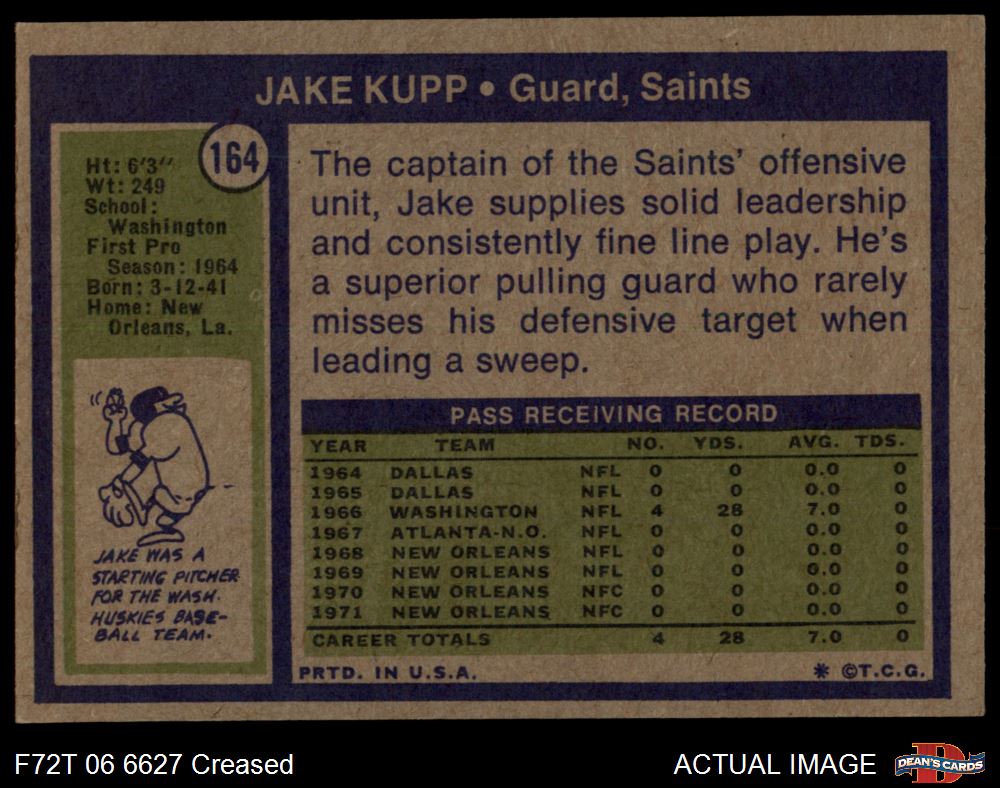 JAKE KUPP • Guard, Saints
164
Ht: 6'3"
Wt: 249
School:
Washington
First Pro
Season: 1964
Born: 3-12-41
Home: New
Orleans, La.
JAKE WAS A
STARTING PITCHER
FOR THE WASH.
HUSKIES BASE-
BALL TEAM.
The captain of the Saints' offensive
unit, Jake supplies solid leadership
and consistently fine line play. He's
a superior pulling guard who rarely
misses his defensive target when
leading a sweep.
PASS RECEIVING RECORD
YEAR TEAM NO. YDS. AVG. TDS.
1964 DALLAS NFL 0 0 0.0 0
1965 DALLAS NFL 0 0 0.0 0
1966 WASHINGTON NFL 4 28 7.0 0
1967 ATLANTA-N.O. NFL 0 0 0.0 0
1968 NEW ORLEANS NFL 0 0 0.0 0
1969 NEW ORLEANS NFL 0 0 0.0 0
1970 NEW ORLEANS NFC 0 0 0.0 0
1971 NEW ORLEANS NFC 0 0 0.0 0
CAREER TOTALS 4 28 7.0 0
PRTD. IN U.S.A. * ©T.C.G.
F72T 06 6627 Creased ACTUAL IMAGE
D
DEAN'S CARDS